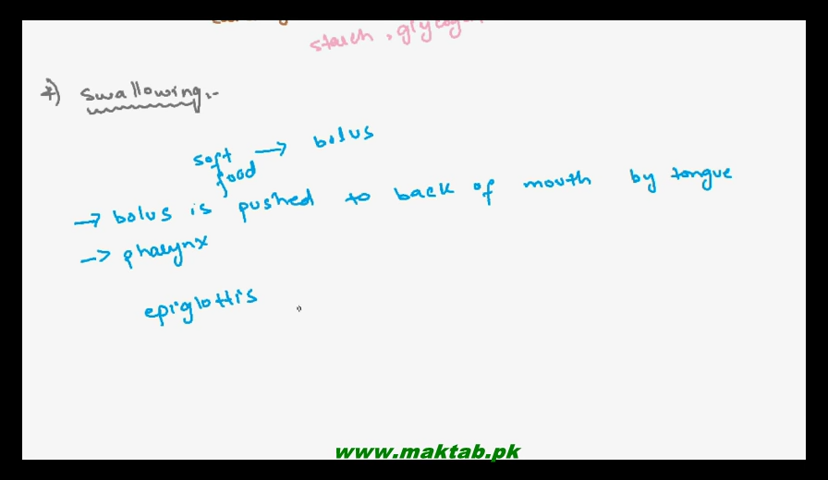 starch, glycogen
2) Swallowing:-
soft food → bolus
→ bolus is pushed to back of mouth by tongue
→ pharynx
epiglottis
www.maktab.pk